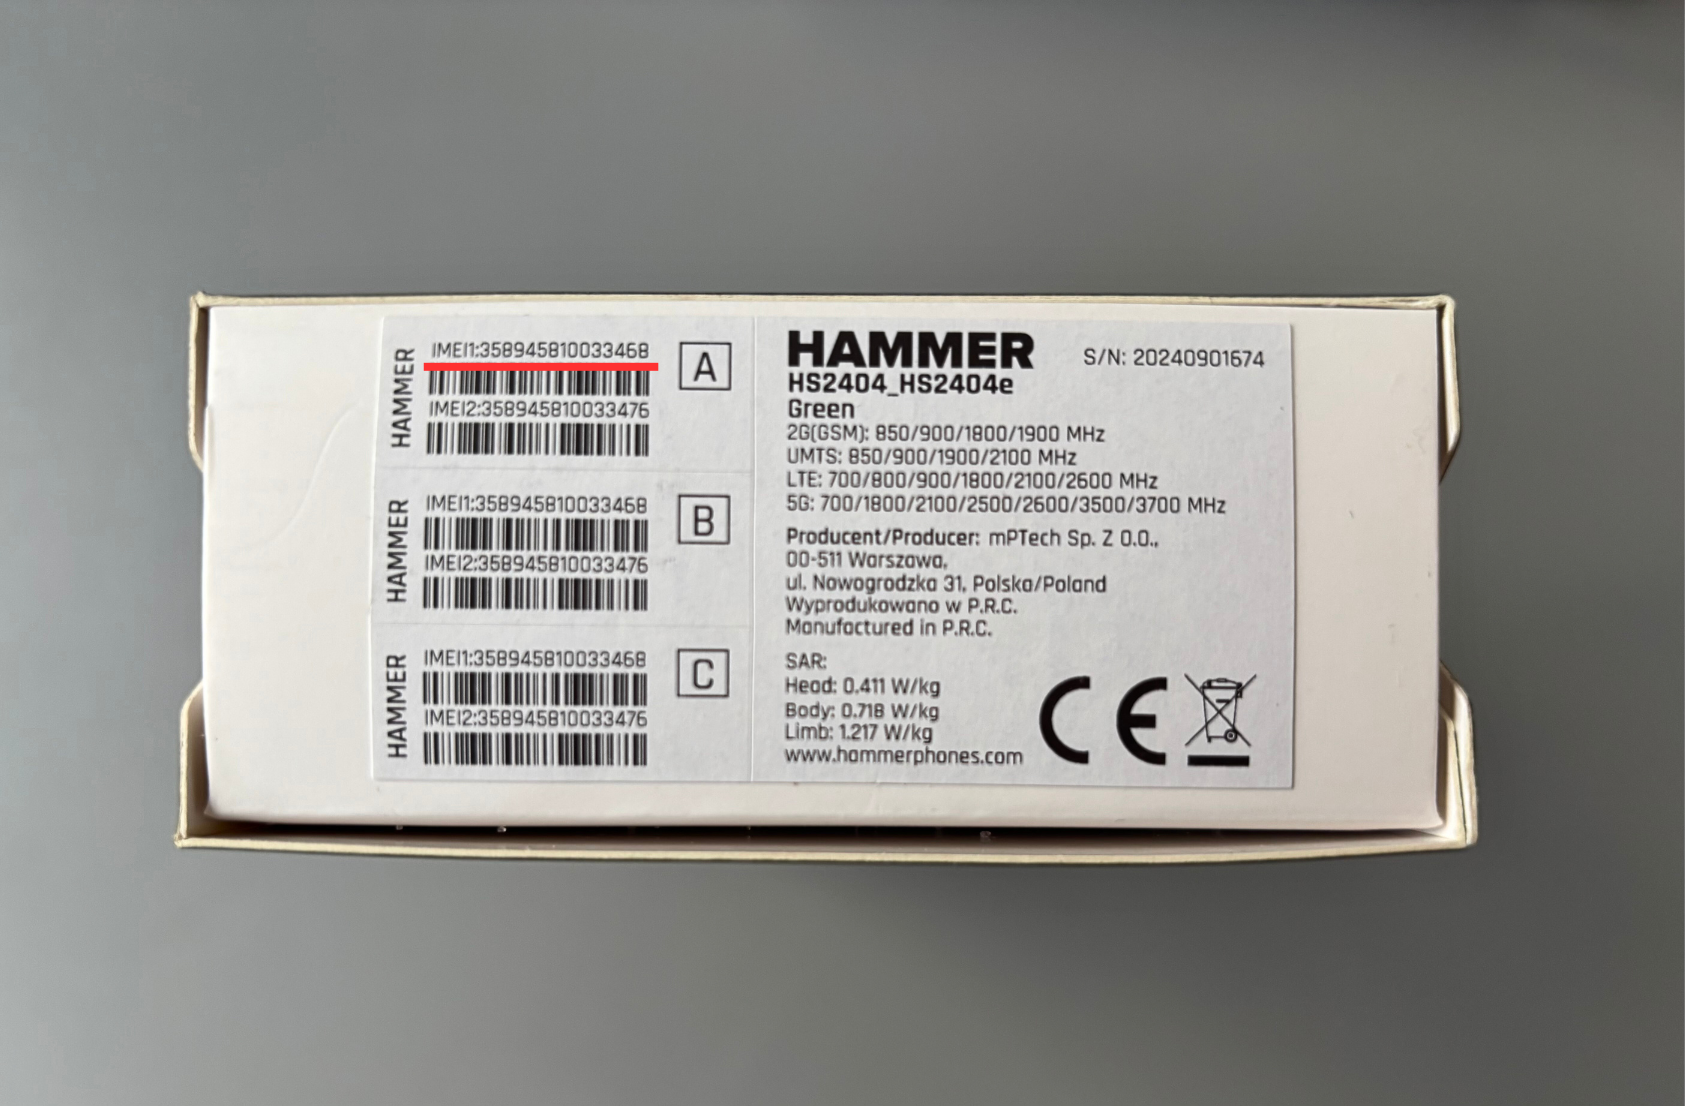 HAMMER
IMEI1:358945810033468
IMEI2:358945810033476
A
HAMMER
IMEI1:358945810033468
IMEI2:358945810033476
B
HAMMER
IMEI1:358945810033468
IMEI2:358945810033476
C
HAMMER
S/N: 20240901674
HS2404_HS2404e
Green
2G(GSM): 850/900/1800/1900 MHz
UMTS: 850/900/1900/2100 MHz
LTE: 700/800/900/1800/2100/2600 MHz
5G: 700/1800/2100/2500/2600/3500/3700 MHz
Producent/Producer: mPTech Sp. Z O.O.,
00-511 Warszawa,
ul. Nowogrodzka 31, Polska/Poland
Wyprodukowano w P.R.C.
Manufactured in P.R.C.
SAR:
Head: 0.411 W/kg
Body: 0.718 W/kg
Limb: 1.217 W/kg
www.hammerphones.com
CE